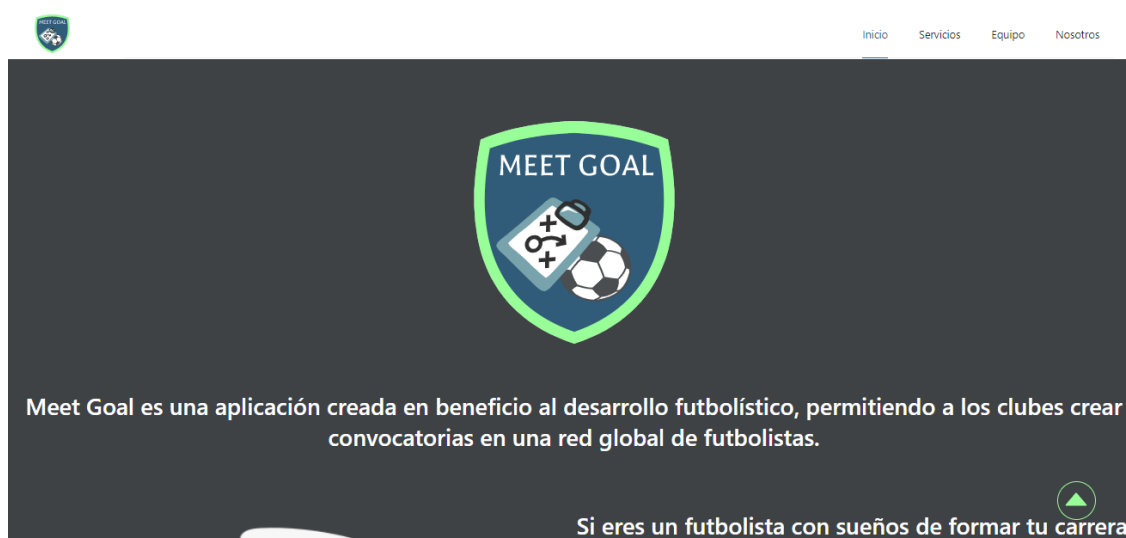 MEET GOAL
Inicio Servicios Equipo Nosotros
MEET GOAL
Meet Goal es una aplicación creada en beneficio al desarrollo futbolístico, permitiendo a los clubes crear
convocatorias en una red global de futbolistas.
Si eres un futbolista con sueños de formar tu carrera